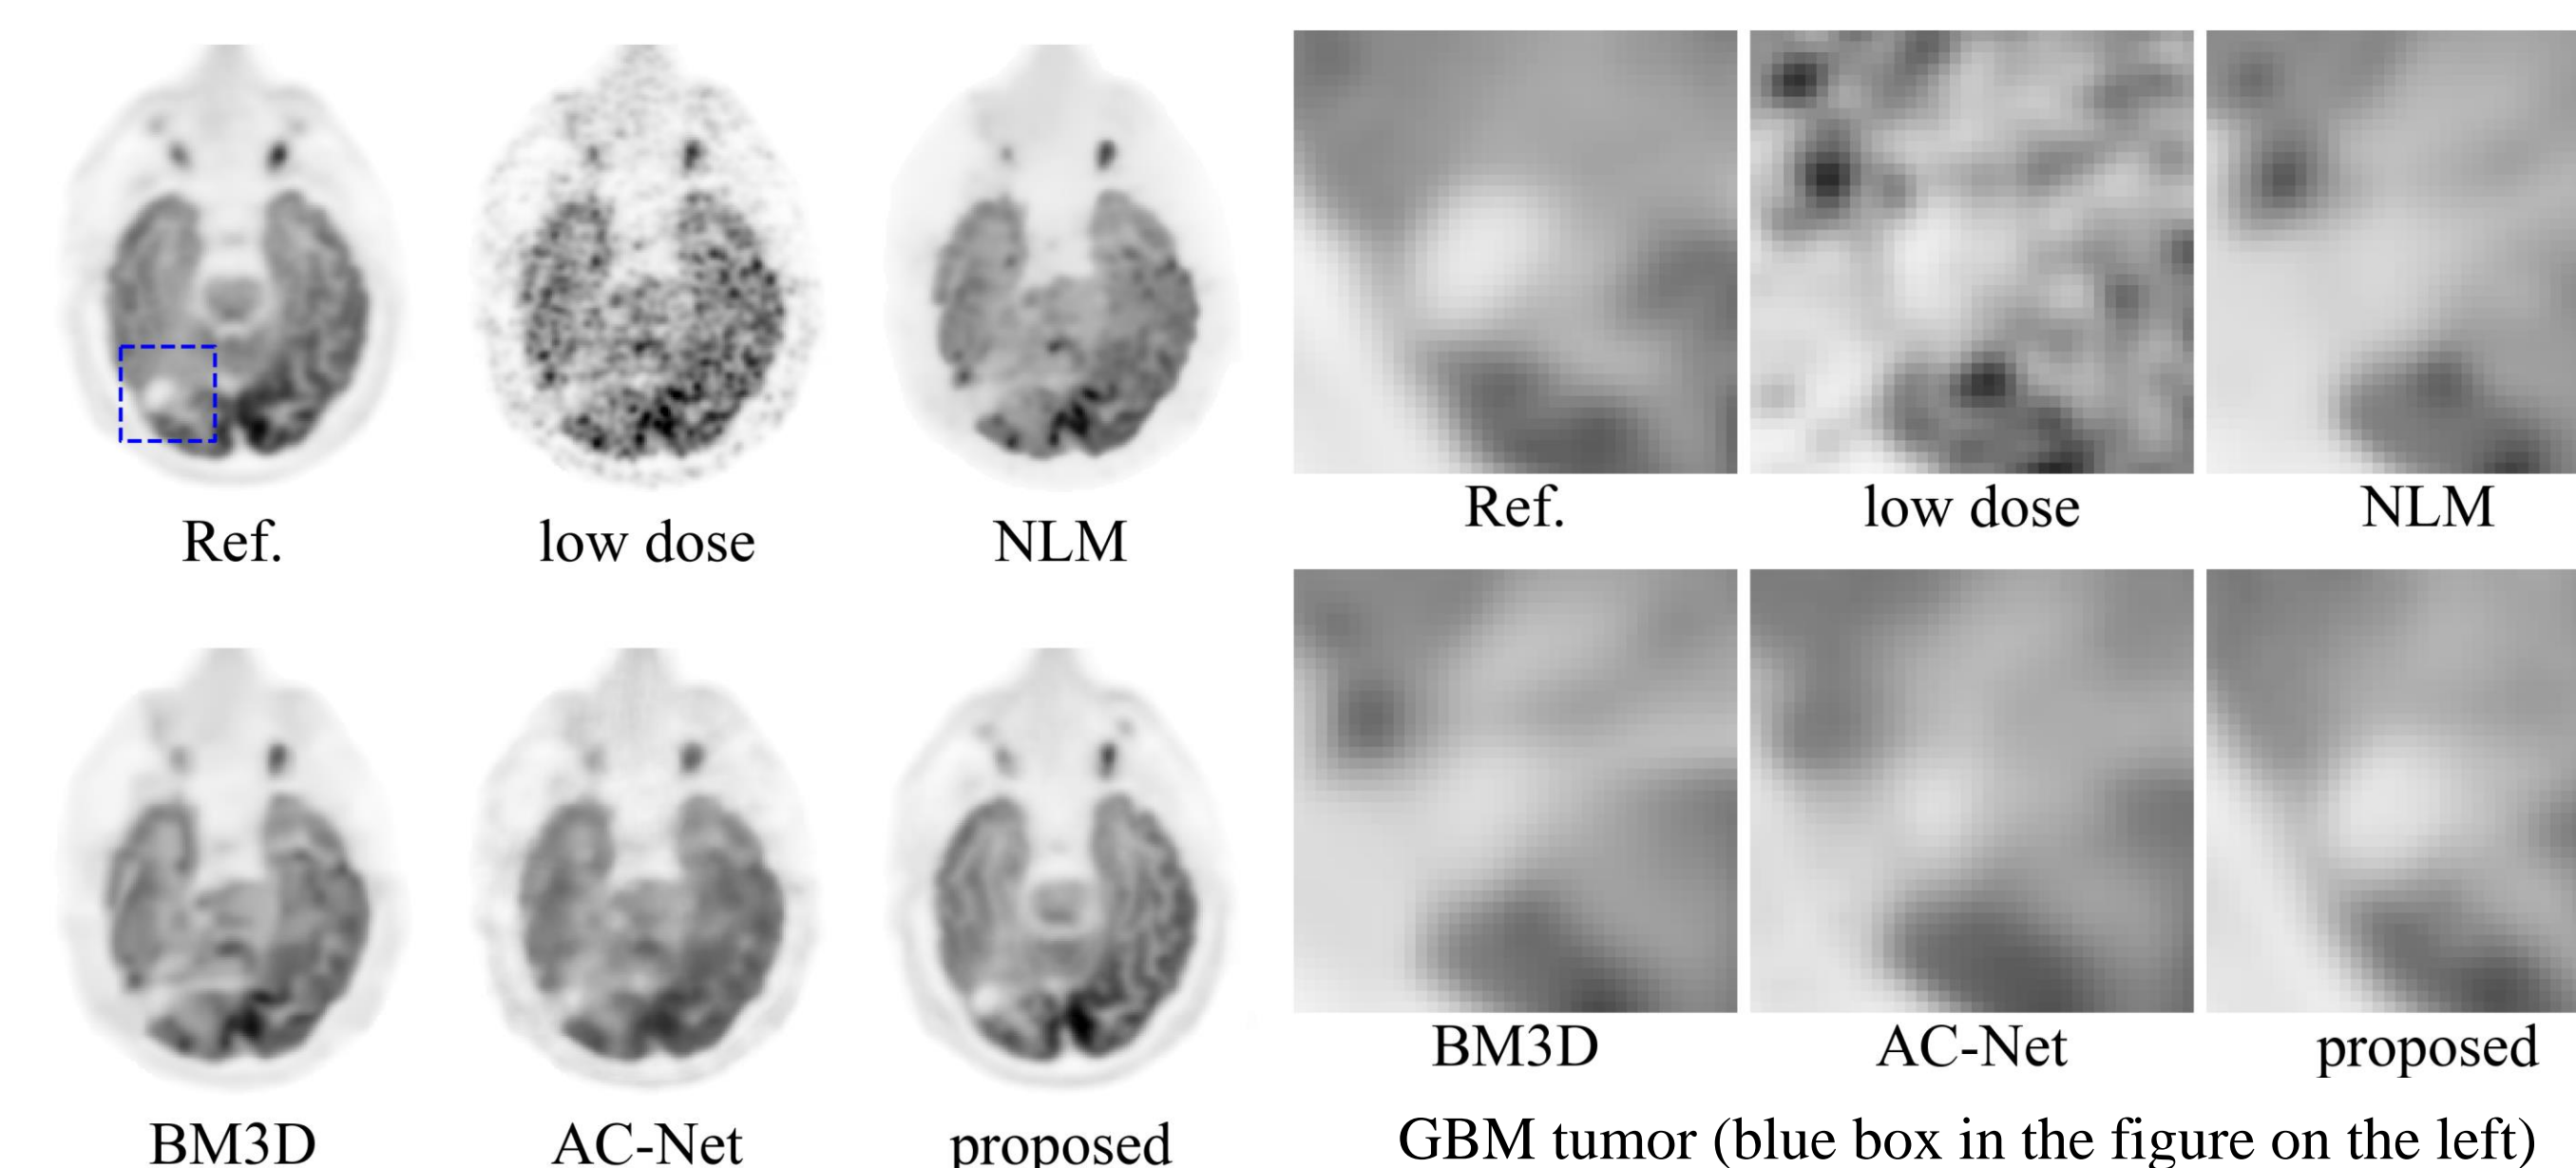 Ref.
low dose
NLM
BM3D
AC-Net
proposed
Ref.
low dose
NLM
BM3D
AC-Net
proposed
GBM tumor (blue box in the figure on the left)